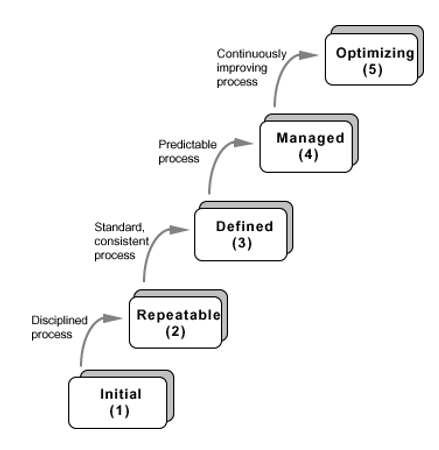 Continuously
improving
process
Optimizing
(5)
Predictable
process
Managed
(4)
Standard,
consistent
process
Defined
(3)
Disciplined
process
Repeatable
(2)
Initial
(1)